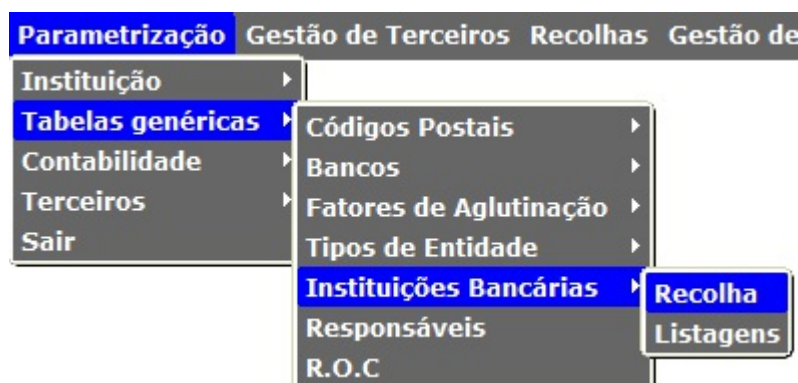 Parametrização Gestão de Terceiros Recolhas Gestão de
Instituição
Tabelas genéricas
Contabilidade
Terceiros
Sair
Códigos Postais
Bancos
Fatores de Aglutinação
Tipos de Entidade
Instituições Bancárias
Responsáveis
R.O.C
Recolha
Listagens